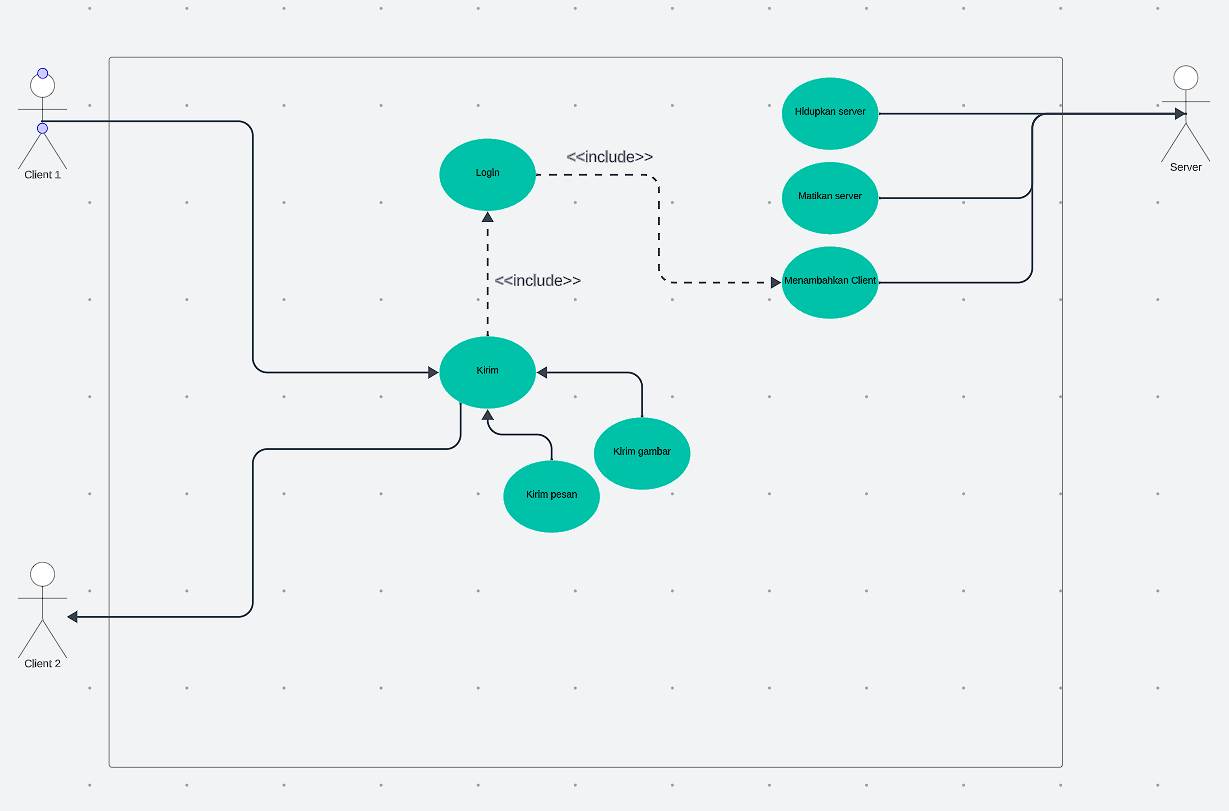 Client 1
Hidupkan server
Server
LogIn
<<include>>
Matikan server
<<include>>
Menambahkan Client
Kirim
Kirim gambar
Kirim pesan
Client 2